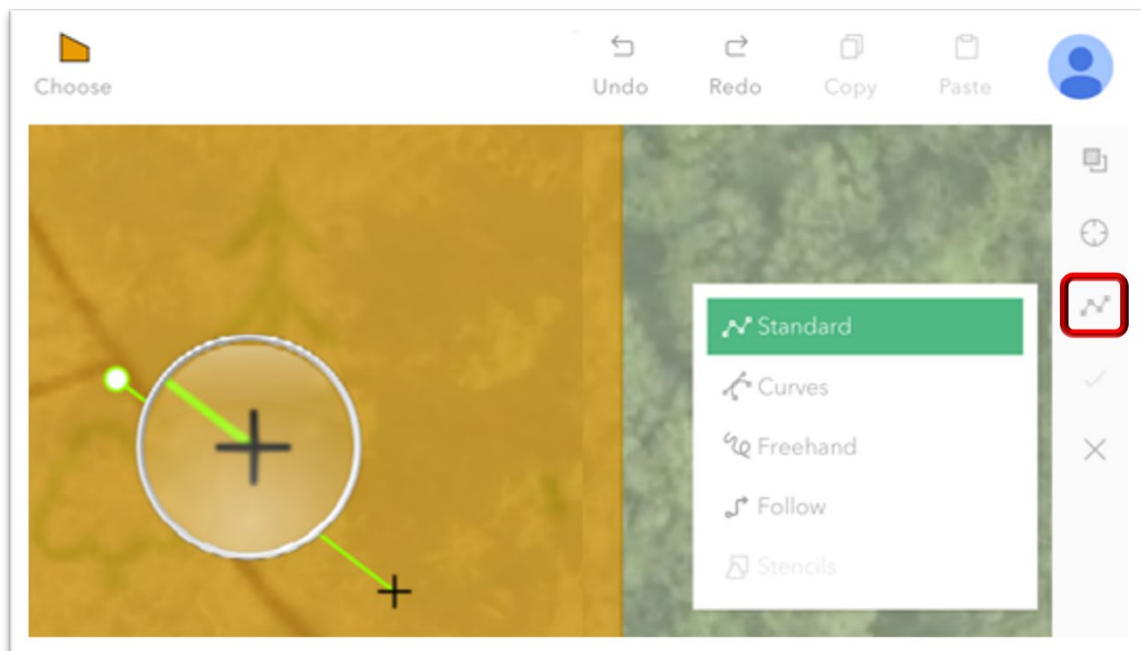 Choose
Undo
Redo
Copy
Paste
Standard
Curves
Freehand
Follow
Stencils